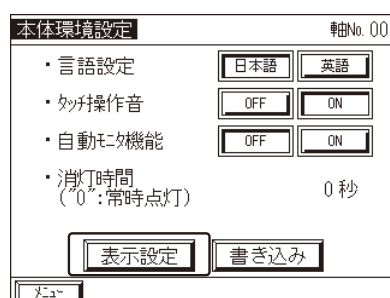 本体環境設定 軸No. 00
・言語設定 日本語 英語
・ﾀｯﾁ操作音 OFF ON
・自動ﾓﾆﾀ機能 OFF ON
・消灯時間 0 秒
("0":常時点灯)
表示設定 書き込み
ﾒﾆｭｰ